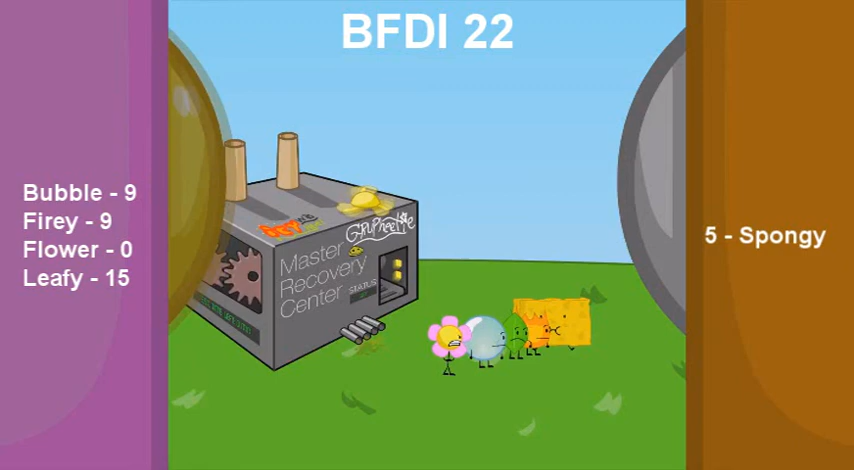 BFDI 22
Bubble - 9
Firey - 9
Flower - 0
Leafy - 15
5 - Spongy
Master
Recovery
Center
STATUS